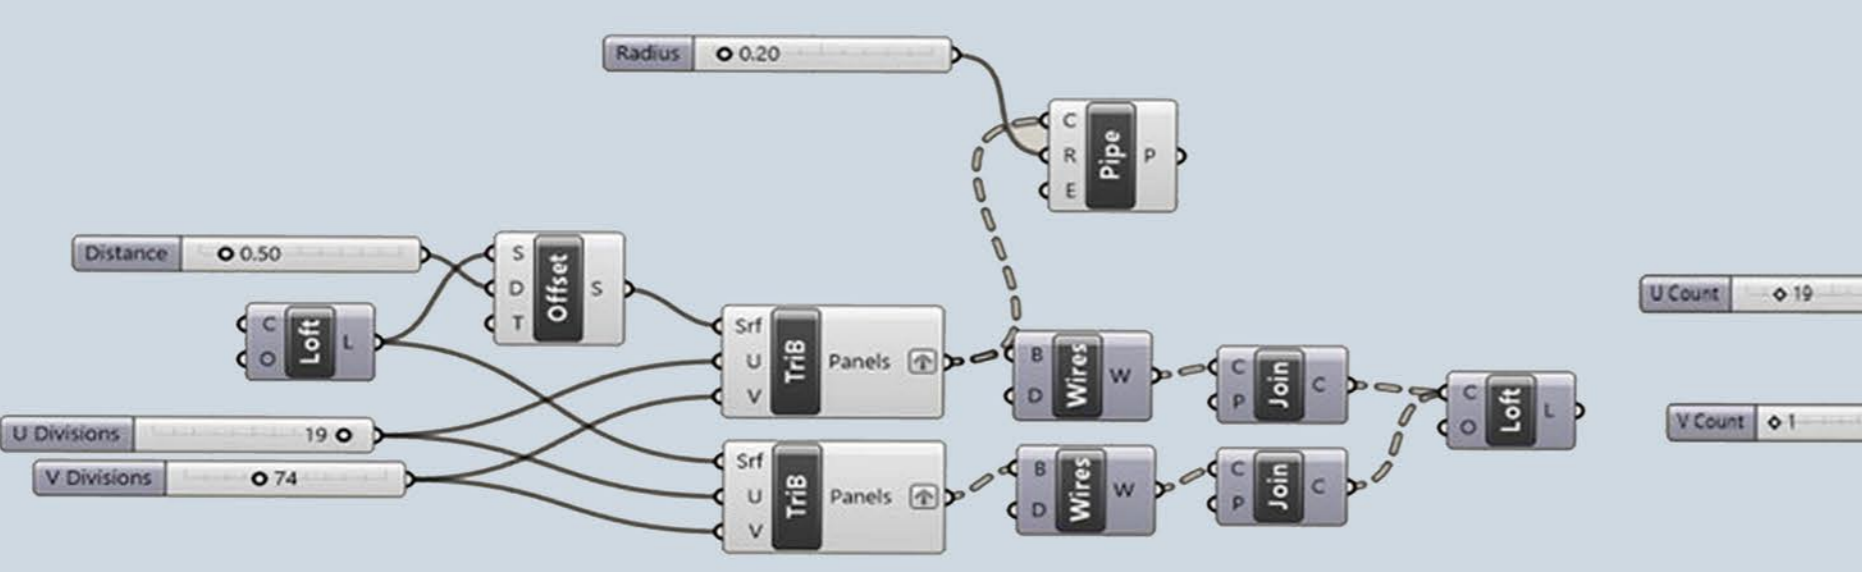 Radius 0.20
C R E Pipe P
Distance 0.50
S D T Offset S
C O Loft L
U Divisions 19
V Divisions 74
Srf U V TriB Panels
Srf U V TriB Panels
B D Wires W
B D Wires W
C P Join C
C P Join C
C O Loft L
U Count 19
V Count 1